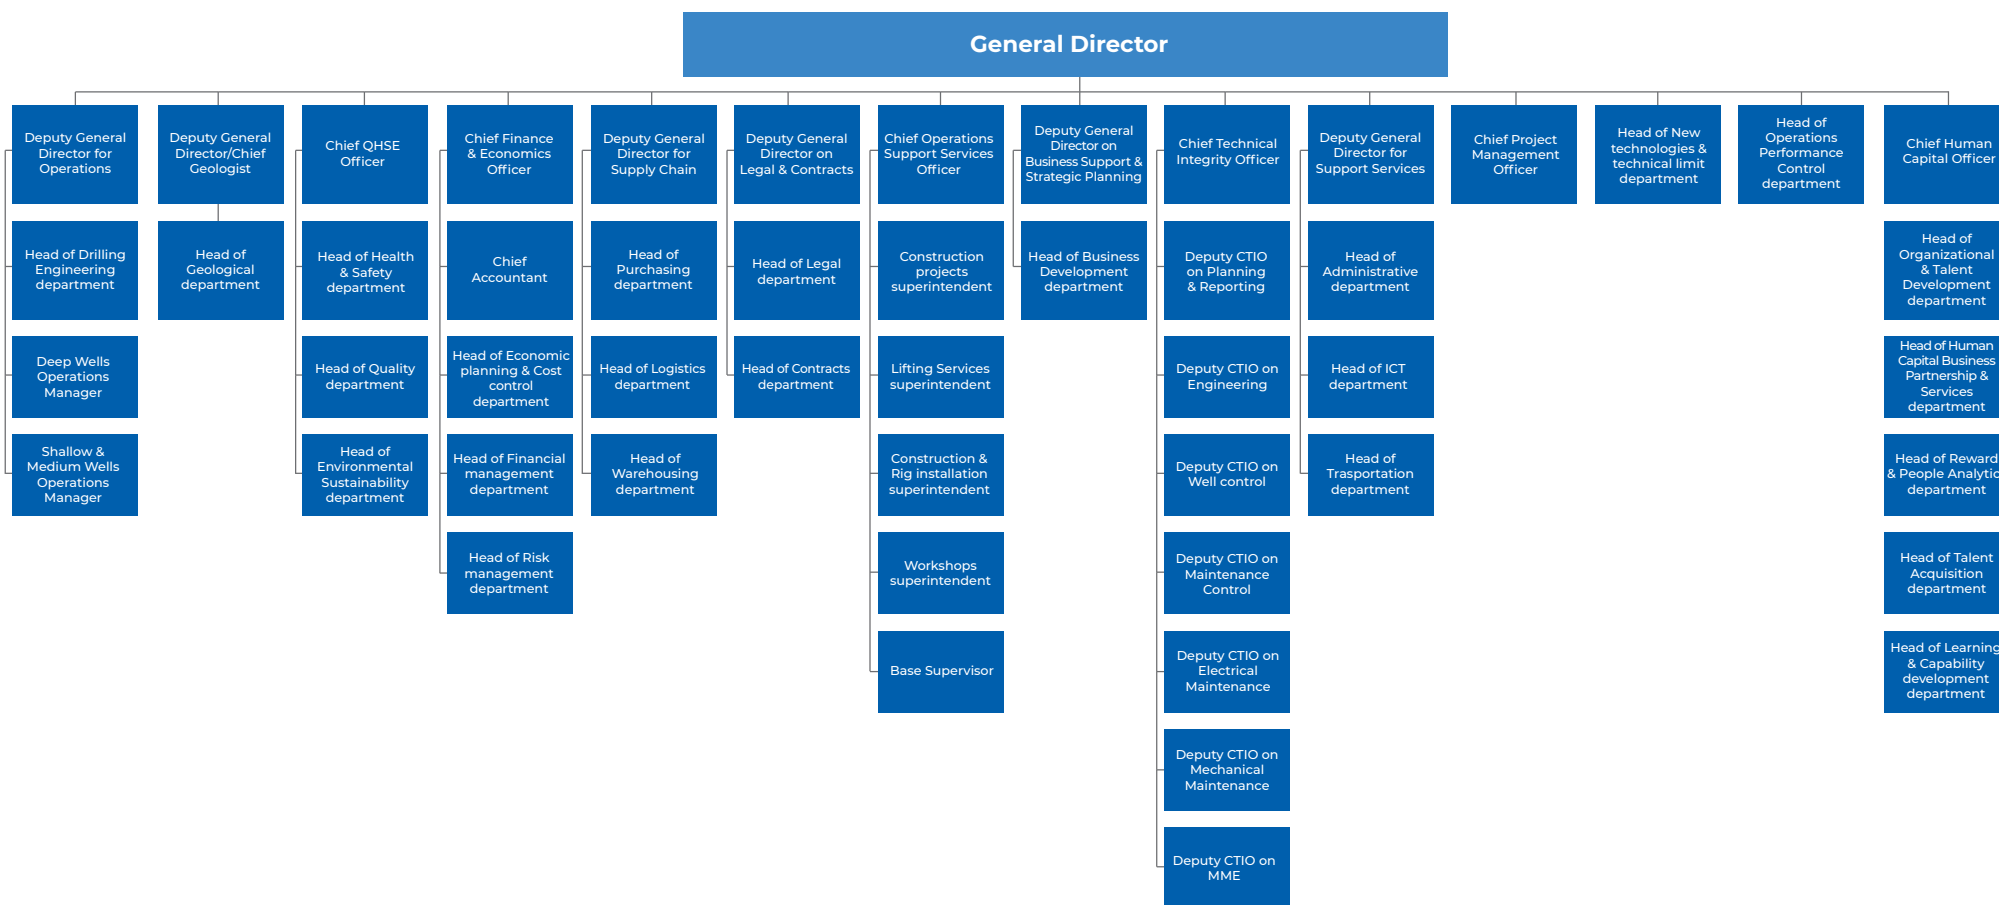 General Director
Deputy General
Director for
Operations
Head of Drilling
Engineering
department
Deep Wells
Operations
Manager
Shallow &
Medium Wells
Operations
Manager
Deputy General
Director/Chief
Geologist
Head of
Geological
department
Chief QHSE
Officer
Head of Health
& Safety
department
Head of Quality
department
Head of
Environmental
Sustainability
department
Chief Finance
& Economics
Officer
Chief
Accountant
Head of Economic
planning & Cost
control
department
Head of Financial
management
department
Head of Risk
management
department
Deputy General
Director for
Supply Chain
Head of
Purchasing
department
Head of Logistics
department
Head of
Warehousing
department
Deputy General
Director on
Legal & Contracts
Head of Legal
department
Head of Contracts
department
Chief Operations
Support Services
Officer
Construction
projects
superintendent
Lifting Services
superintendent
Construction &
Rig installation
superintendent
Workshops
superintendent
Base Supervisor
Deputy General
Director on
Business Support &
Strategic Planning
Head of Business
Development
department
Chief Technical
Integrity Officer
Deputy CTIO
on Planning
& Reporting
Deputy CTIO on
Engineering
Deputy CTIO on
Well control
Deputy CTIO on
Maintenance
Control
Deputy CTIO on
Electrical
Maintenance
Deputy CTIO on
Mechanical
Maintenance
Deputy CTIO on
MME
Deputy General
Director for
Support Services
Head of
Administrative
department
Head of ICT
department
Head of
Trasportation
department
Chief Project
Management
Officer
Head of New
technologies &
technical limit
department
Head of
Operations
Performance
Control
department
Chief Human
Capital Officer
Head of
Organizational
& Talent
Development
department
Head of Human
Capital Business
Partnership &
Services
department
Head of Reward
& People Analytic
department
Head of Talent
Acquisition
department
Head of Learning
& Capability
development
department